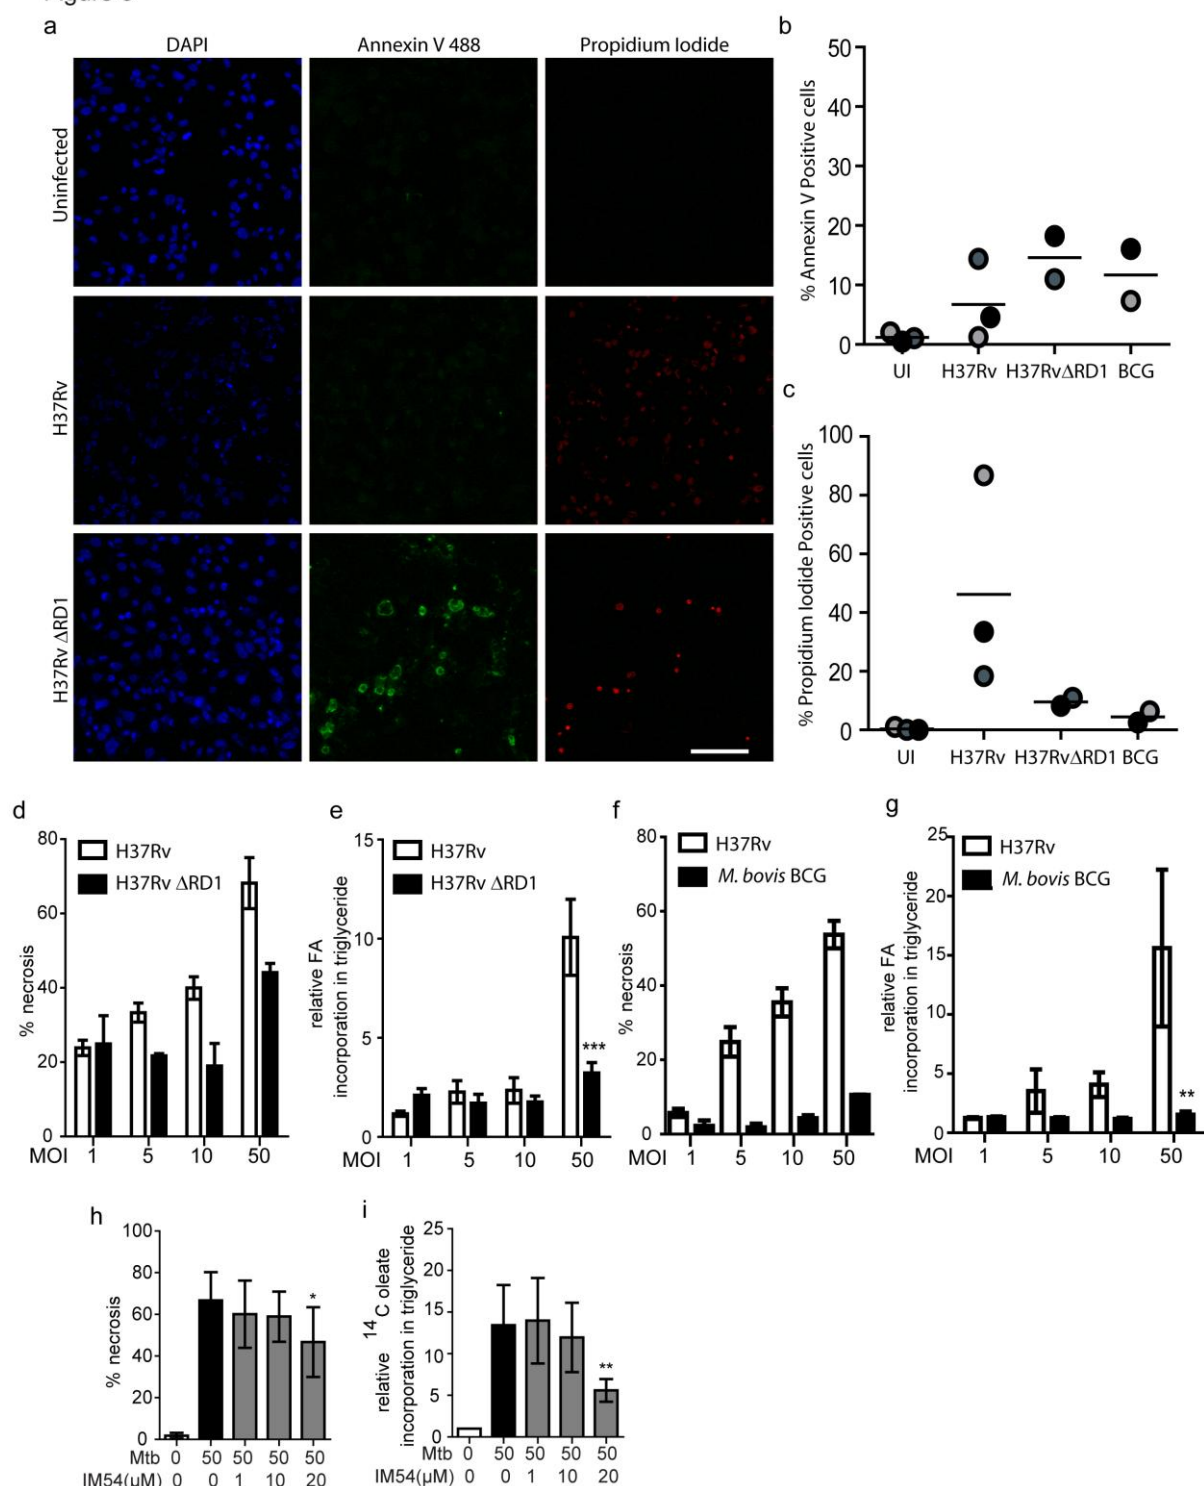 a
DAPI
Annexin V 488
Propidium Iodide
Uninfected
H37Rv
H37Rv ΔRD1
b
% Annexin V Positive cells
50
40
30
20
10
0
UI H37Rv H37RvΔRD1 BCG
c
% Propidium Iodide Positive cells
100
80
60
40
20
0
UI H37Rv H37RvΔRD1 BCG
d
% necrosis
80
60
40
20
0
H37Rv
H37Rv ΔRD1
MOI 1 5 10 50
e
relative FA
incorporation in triglyceride
15
10
5
0
H37Rv
H37Rv ΔRD1
***
MOI 1 5 10 50
f
% necrosis
80
60
40
20
0
H37Rv
M. bovis BCG
MOI 1 5 10 50
g
relative FA
incorporation in triglyceride
25
20
15
10
5
0
H37Rv
M. bovis BCG
**
MOI 1 5 10 50
h
% necrosis
100
80
60
40
20
0
*
Mtb 0 50 50 50 50
IM54(µM) 0 0 1 10 20
i
relative 14C oleate
incorporation in triglyceride
25
20
15
10
5
0
**
Mtb 0 50 50 50 50
IM54(µM) 0 0 1 10 20